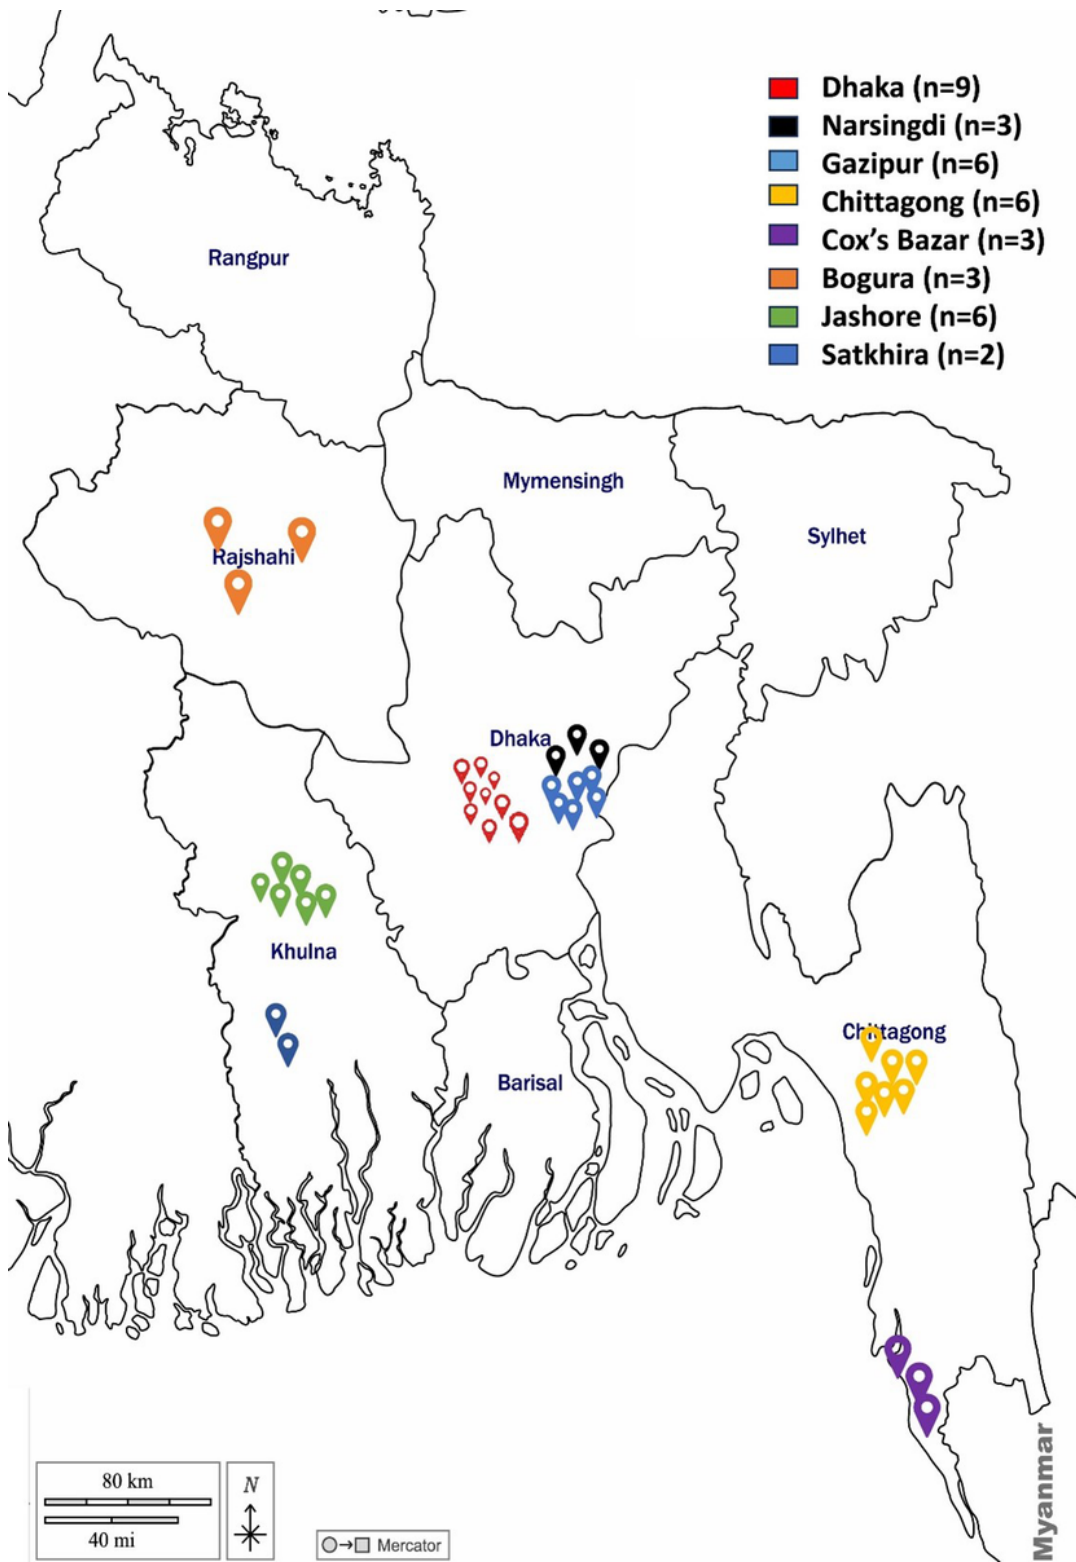 Dhaka (n=9)
Narsingdi (n=3)
Gazipur (n=6)
Chittagong (n=6)
Cox's Bazar (n=3)
Bogura (n=3)
Jashore (n=6)
Satkhira (n=2)
Rangpur
Mymensingh
Sylhet
Rajshahi
Dhaka
Khulna
Chittagong
Barisal
Myanmar
80 km
40 mi
N
Mercator